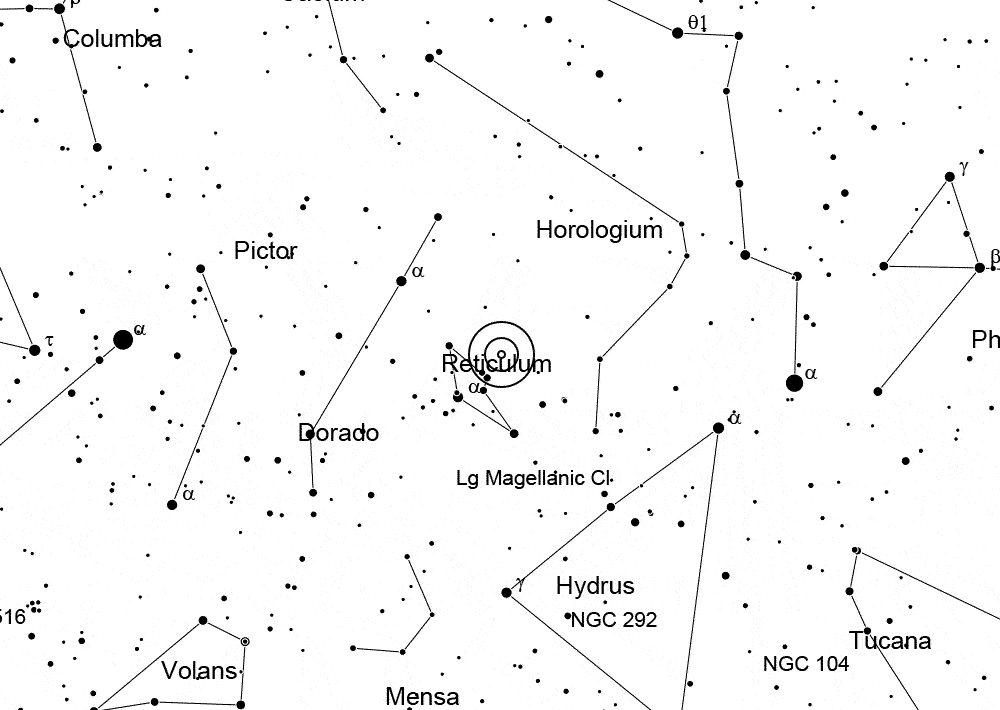 β
θ1
Columba
γ
Horologium
Pictor
β
α
τ
α
Ph
Reticulum
α
α
α
Dorado
Lg Magellanic Cl
α
Hydrus
γ
516
NGC 292
Tucana
Volans
NGC 104
Mensa